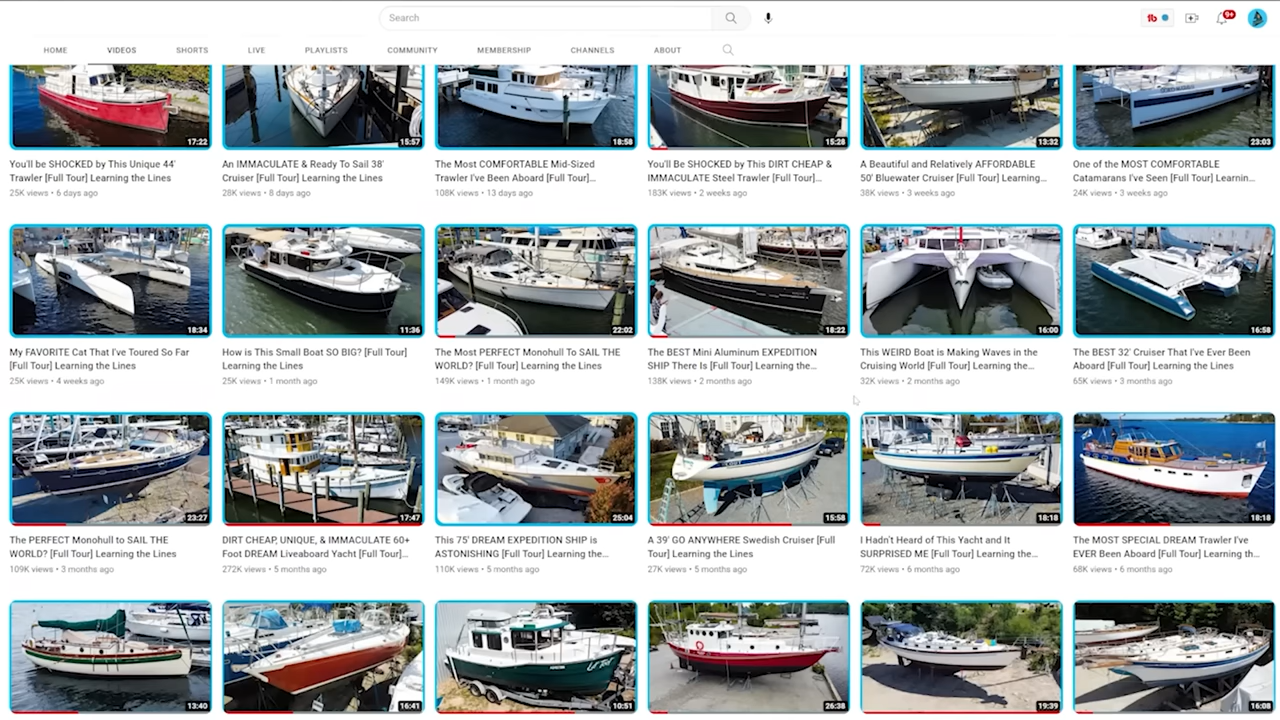 Search
9+
HOME VIDEOS SHORTS LIVE PLAYLISTS COMMUNITY MEMBERSHIP CHANNELS ABOUT
17:22 15:57 18:58 15:28 13:32 23:03
You'll be SHOCKED by This Unique 44'
Trawler [Full Tour] Learning the Lines
25K views • 6 days ago
An IMMACULATE & Ready To Sail 38'
Cruiser [Full Tour] Learning the Lines
28K views • 8 days ago
The Most COMFORTABLE Mid-Sized
Trawler I've Been Aboard [Full Tour]...
108K views • 13 days ago
You'll Be SHOCKED by This DIRT CHEAP &
IMMACULATE Steel Trawler [Full Tour]...
183K views • 2 weeks ago
A Beautiful and Relatively AFFORDABLE
50' Bluewater Cruiser [Full Tour] Learning...
38K views • 3 weeks ago
One of the MOST COMFORTABLE
Catamarans I've Seen [Full Tour] Learnin...
24K views • 3 weeks ago
18:34 11:36 22:02 18:22 16:00 16:58
My FAVORITE Cat That I've Toured So Far
[Full Tour] Learning the Lines
25K views • 4 weeks ago
How is This Small Boat SO BIG? [Full Tour]
Learning the Lines
25K views • 1 month ago
The Most PERFECT Monohull To SAIL THE
WORLD? [Full Tour] Learning the Lines
149K views • 1 month ago
The BEST Mini Aluminum EXPEDITION
SHIP There Is [Full Tour] Learning the...
138K views • 2 months ago
This WEIRD Boat is Making Waves in the
Cruising World [Full Tour] Learning the...
32K views • 2 months ago
The BEST 32' Cruiser That I've Ever Been
Aboard [Full Tour] Learning the Lines
65K views • 3 months ago
23:27 17:47 25:04 15:58 18:18 18:18
The PERFECT Monohull to SAIL THE
WORLD? [Full Tour] Learning the Lines
109K views • 3 months ago
DIRT CHEAP, UNIQUE, & IMMACULATE 60+
Foot DREAM Liveaboard Yacht [Full Tour]...
272K views • 5 months ago
This 75' DREAM EXPEDITION SHIP is
ASTONISHING [Full Tour] Learning the...
110K views • 5 months ago
A 39' GO ANYWHERE Swedish Cruiser [Full
Tour] Learning the Lines
27K views • 5 months ago
I Hadn't Heard of This Yacht and It
SURPRISED ME [Full Tour] Learning the...
72K views • 6 months ago
The MOST SPECIAL DREAM Trawler I've
EVER Been Aboard [Full Tour] Learning th...
68K views • 6 months ago
13:40 16:41 10:51 26:38 19:39 16:08